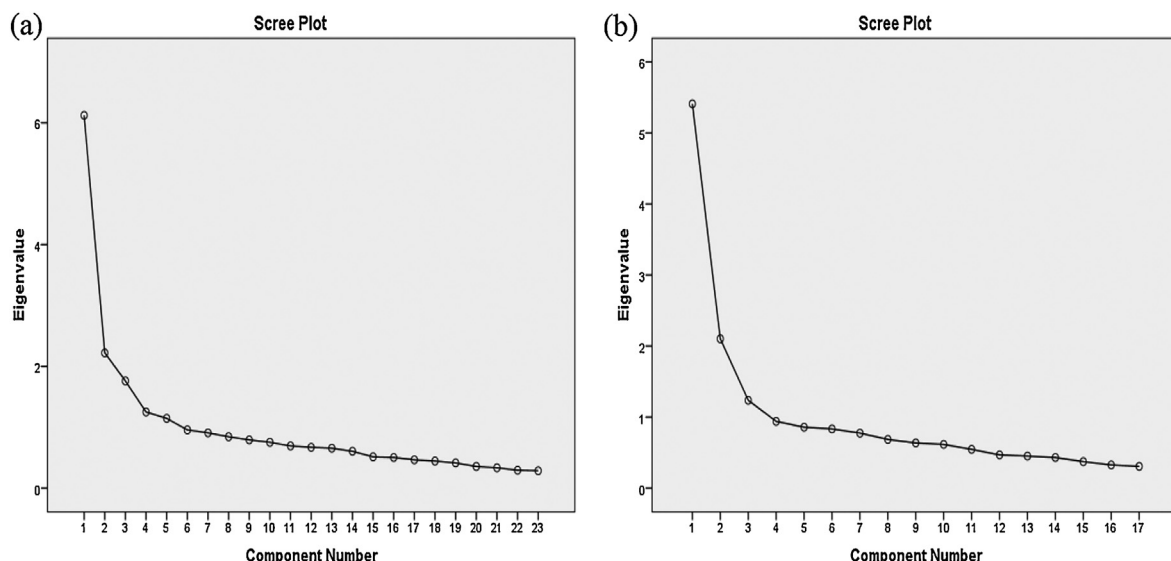 (a)
Scree Plot
Eigenvalue
6
4
2
0
1 2 3 4 5 6 7 8 9 10 11 12 13 14 15 16 17 18 19 20 21 22 23
Component Number
(b)
Scree Plot
Eigenvalue
6
5
4
3
2
1
0
1 2 3 4 5 6 7 8 9 10 11 12 13 14 15 16 17
Component Number